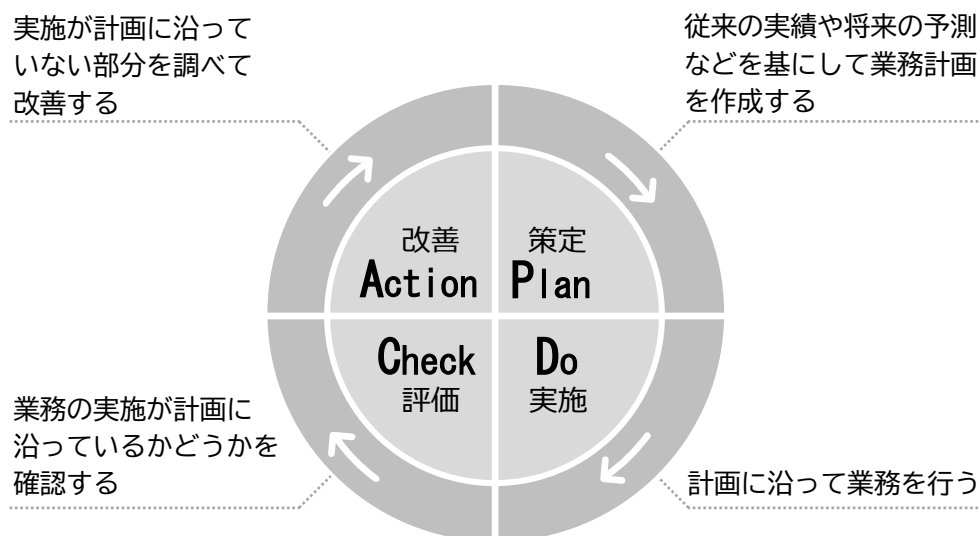 実施が計画に沿って
いない部分を調べて
改善する
従来の実績や将来の予測
などを基にして業務計画
を作成する
改善
Action
策定
Plan
Check
評価
Do
実施
業務の実施が計画に
沿っているかどうかを
確認する
計画に沿って業務を行う